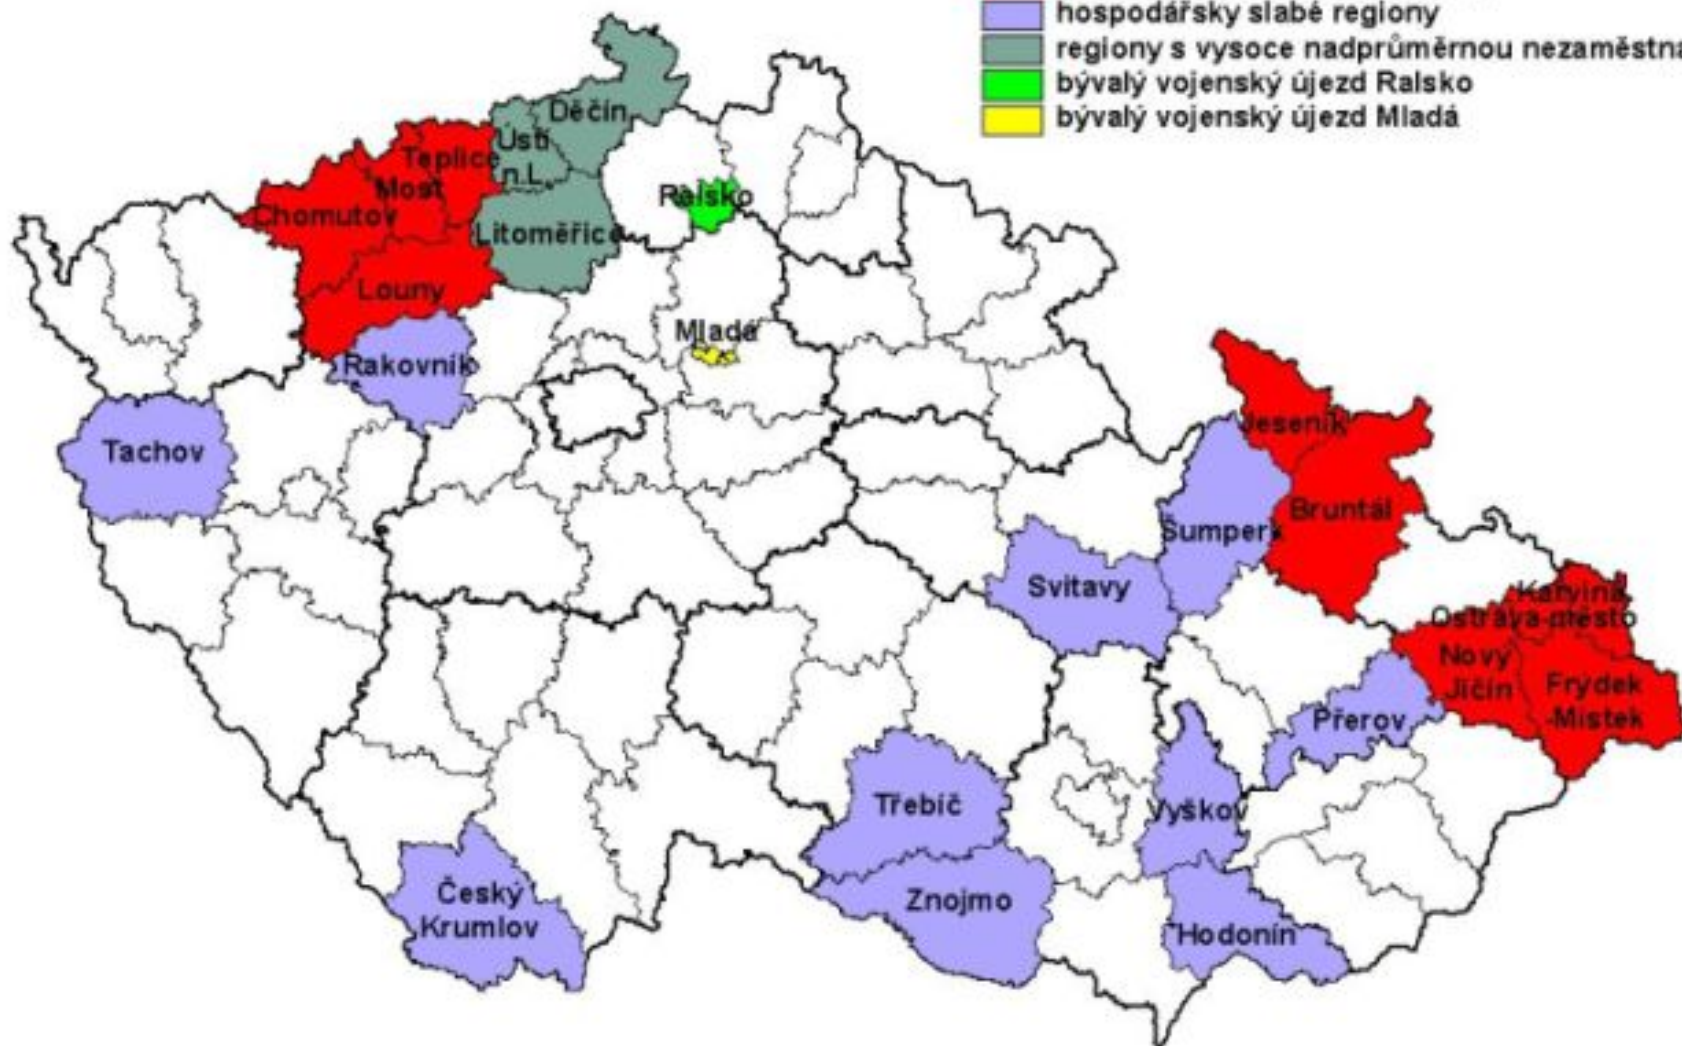 hospodářsky slabé regiony
regiony s vysoce nadprůměrnou nezaměstna
bývalý vojenský újezd Ralsko
bývalý vojenský újezd Mladá
Děčín
Ústí
n.L.
Teplice
Most
Chomutov
Litoměřice
Louny
Ralsko
Mladá
Rakovník
Tachov
Jeseník
Bruntál
Šumperk
Svitavy
Karviná
Ostrava-město
Nový
Jičín
Frýdek
-Místek
Přerov
Třebíč
Vyškov
Český
Krumlov
Znojmo
Hodonín